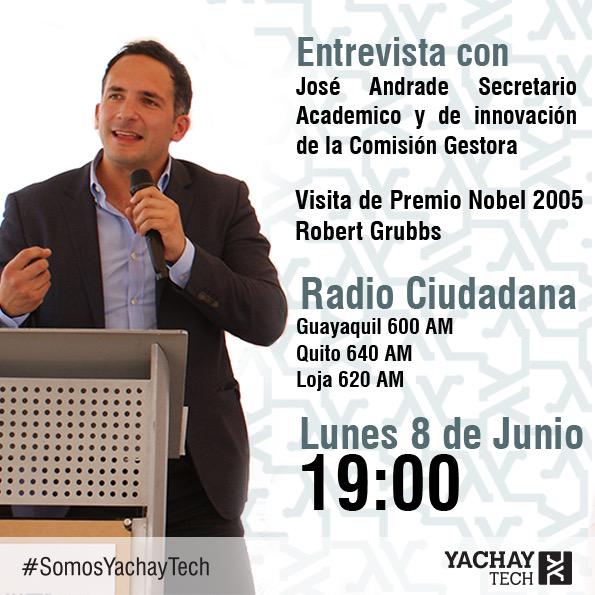 Entrevista con
José Andrade Secretario
Academico y de innovación
de la Comisión Gestora
Visita de Premio Nobel 2005
Robert Grubbs
Radio Ciudadana
Guayaquil 600 AM
Quito 640 AM
Loja 620 AM
Lunes 8 de Junio
19:00
#SomosYachayTech
YACHAY
TECH